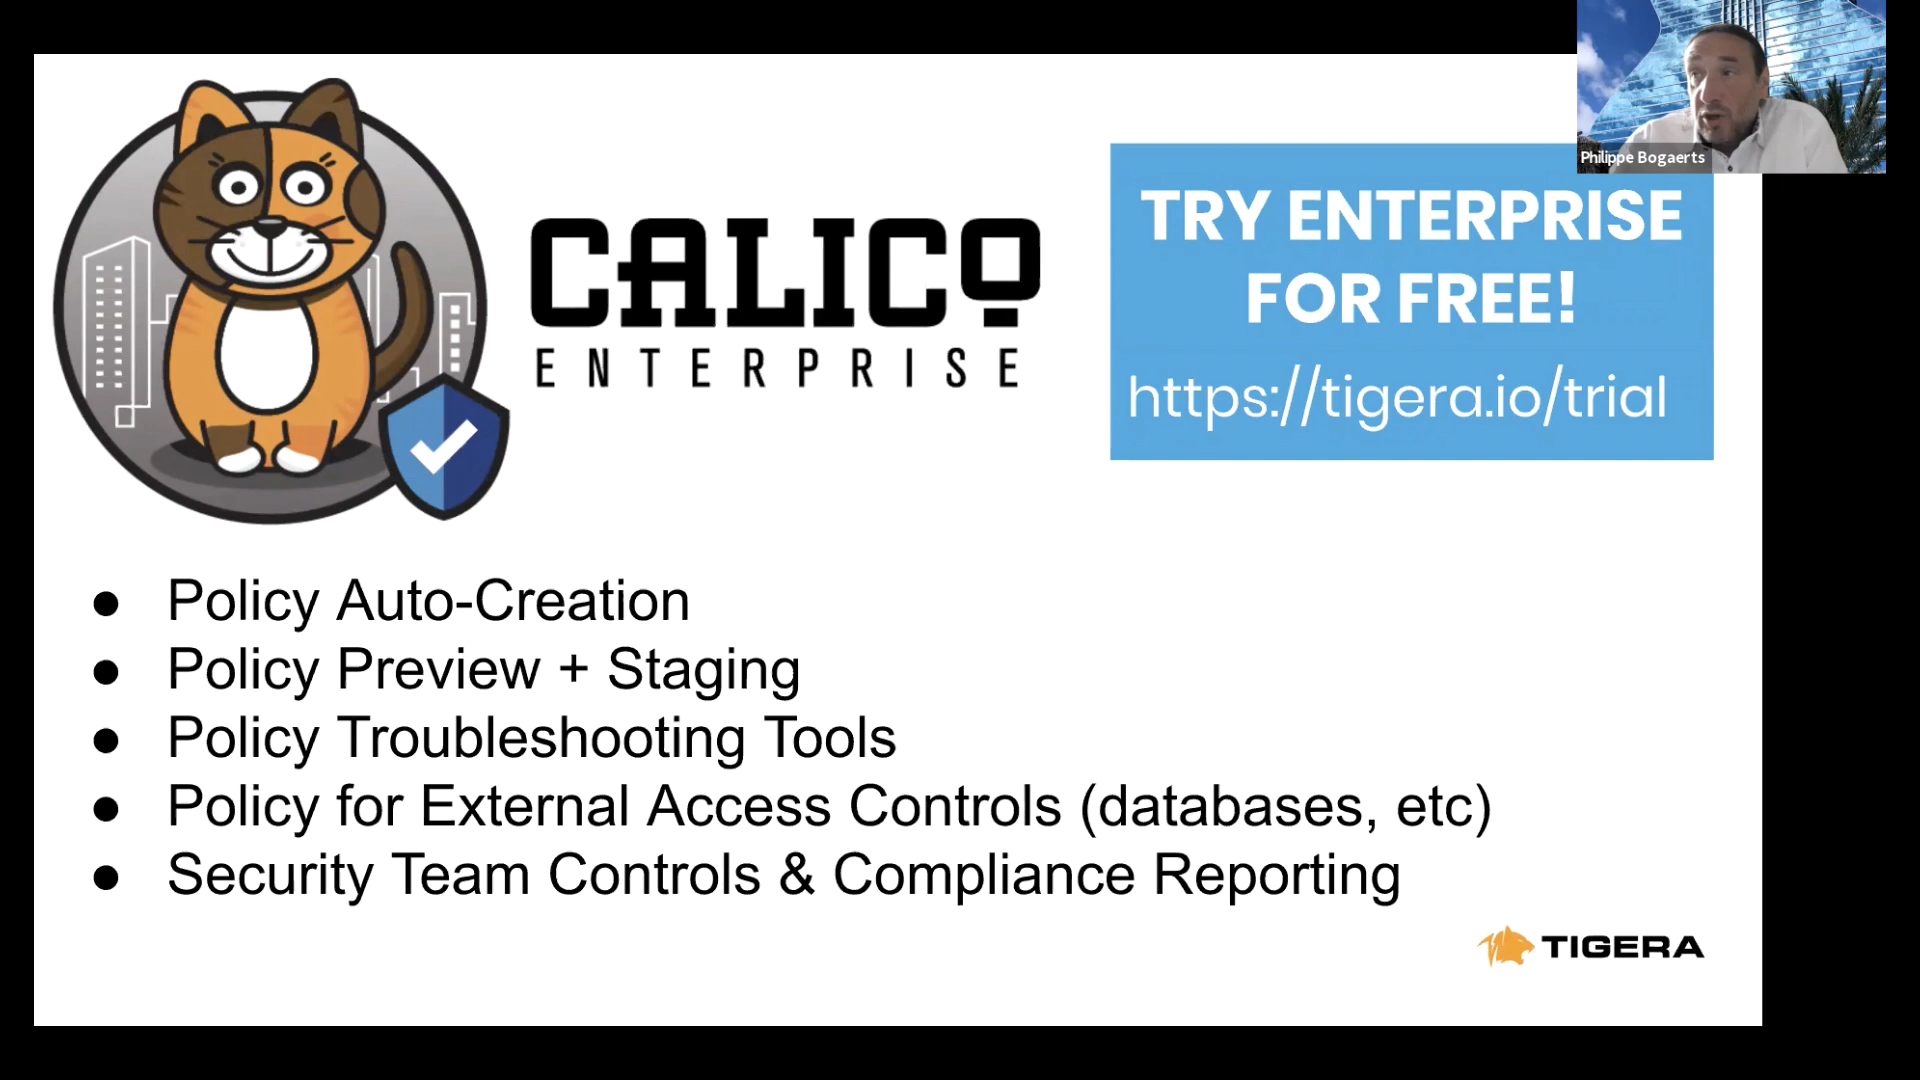 Philippe Bogaerts
CALICO
ENTERPRISE
TRY ENTERPRISE
FOR FREE!
https://tigera.io/trial
● Policy Auto-Creation
● Policy Preview + Staging
● Policy Troubleshooting Tools
● Policy for External Access Controls (databases, etc)
● Security Team Controls & Compliance Reporting
TIGERA